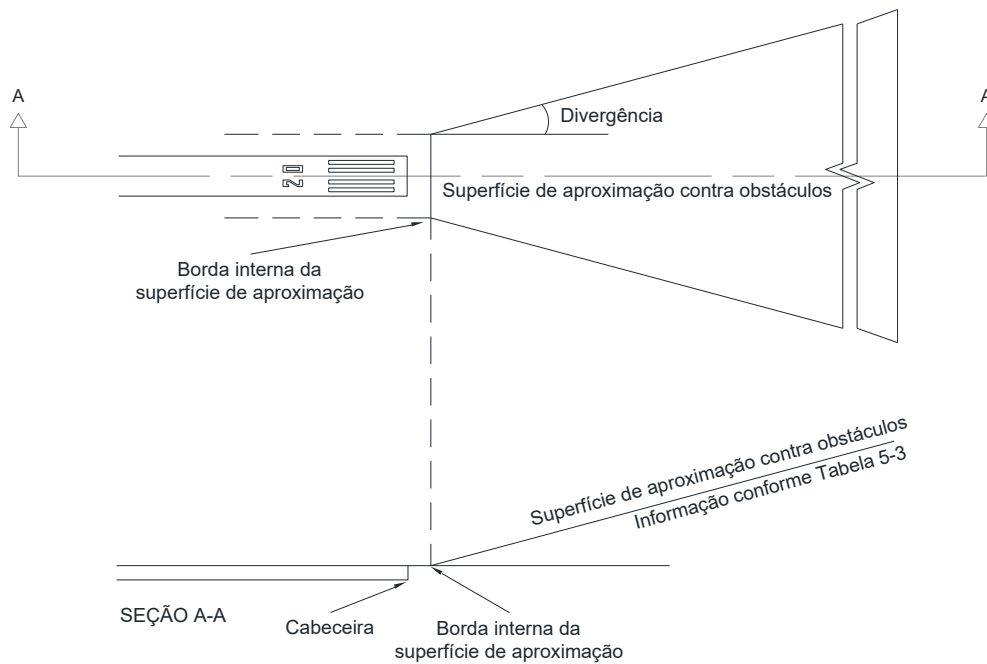 A
A
Divergência
20
Superfície de aproximação contra obstáculos
Borda interna da
superfície de aproximação
Superfície de aproximação contra obstáculos
Informação conforme Tabela 5-3
SEÇÃO A-A
Cabeceira
Borda interna da
superfície de aproximação